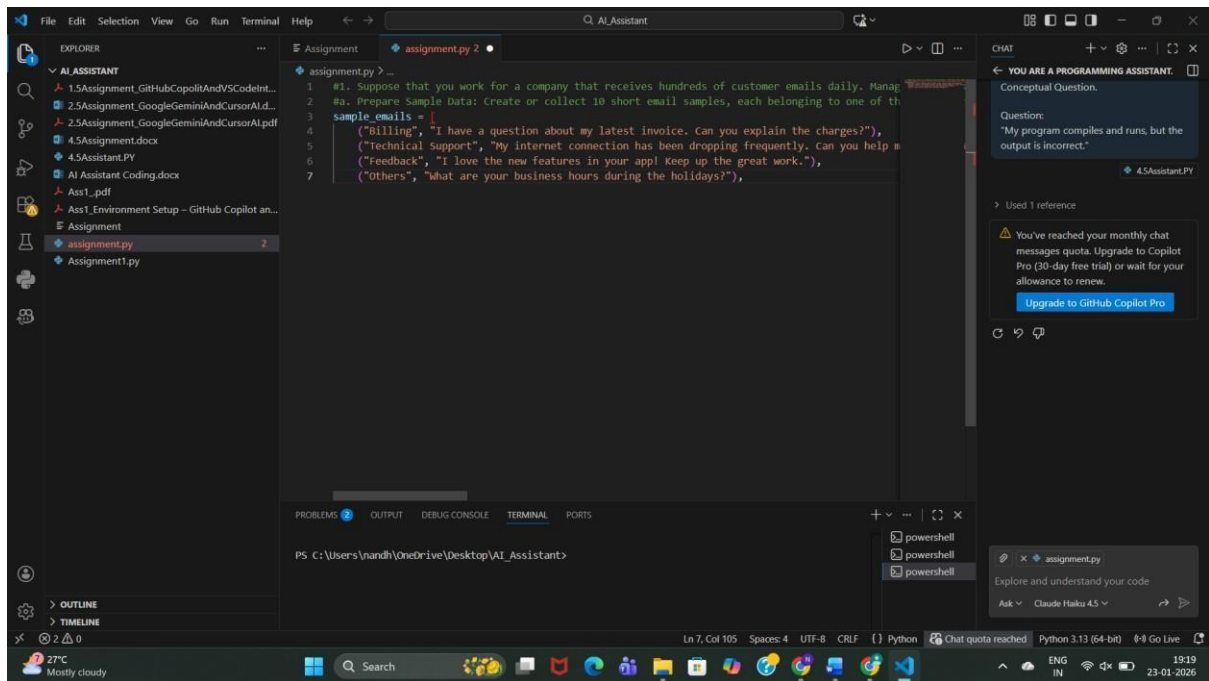 File Edit Selection View Go Run Terminal Help
AI_Assistant
EXPLORER
AI_ASSISTANT
1.5Assignment_GitHubCopolitAndVSCodeInt...
2.5Assignment_GoogleGeminiAndCursorAI.d...
2.5Assignment_GoogleGeminiAndCursorAI.pdf
4.5Assignment.docx
4.5Assistant.PY
AI Assistant Coding.docx
Ass1_.pdf
Ass1_Environment Setup – GitHub Copilot an...
Assignment
assignment.py 2
Assignment1.py
OUTLINE
TIMELINE
Assignment
assignment.py 2
assignment.py > ...
1 #1. Suppose that you work for a company that receives hundreds of customer emails daily. Manag
2 #a. Prepare Sample Data: Create or collect 10 short email samples, each belonging to one of th
3 sample_emails = [
4 ("Billing", "I have a question about my latest invoice. Can you explain the charges?"),
5 ("Technical Support", "My internet connection has been dropping frequently. Can you help m
6 ("Feedback", "I love the new features in your app! Keep up the great work."),
7 ("Others", "What are your business hours during the holidays?"),
PROBLEMS 2 OUTPUT DEBUG CONSOLE TERMINAL PORTS
PS C:\Users\nandh\OneDrive\Desktop\AI_Assistant>
powershell
powershell
powershell
CHAT
YOU ARE A PROGRAMMING ASSISTANT.
Conceptual Question.
Question:
"My program compiles and runs, but the
output is incorrect."
4.5Assistant.PY
Used 1 reference
You've reached your monthly chat
messages quota. Upgrade to Copilot
Pro (30-day free trial) or wait for your
allowance to renew.
Upgrade to GitHub Copilot Pro
assignment.py
Explore and understand your code
Ask Claude Haiku 4.5
2 0
Ln 7, Col 105 Spaces: 4 UTF-8 CRLF {} Python Chat quota reached Python 3.13 (64-bit) Go Live
27°C
Mostly cloudy
Search
ENG
IN
19:19
23-01-2026